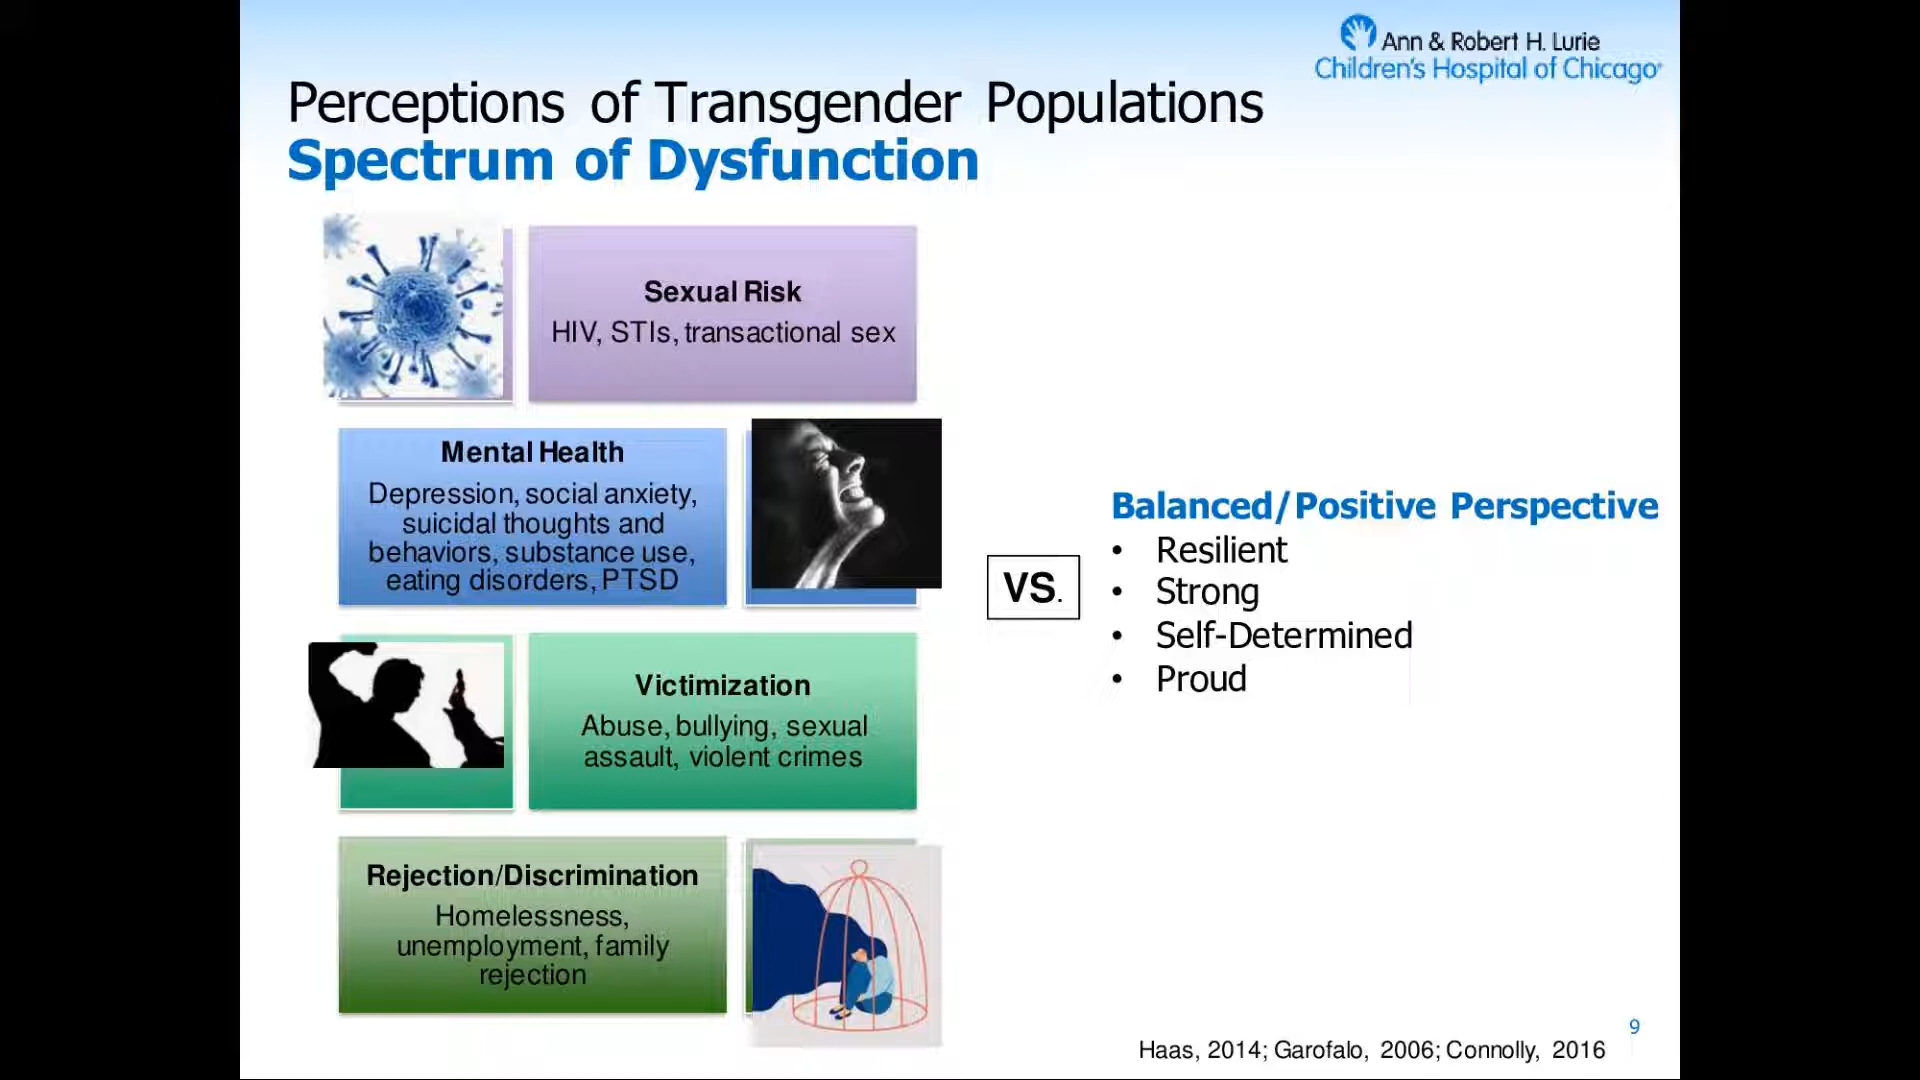 Ann & Robert H. Lurie
Children's Hospital of Chicago
Perceptions of Transgender Populations
Spectrum of Dysfunction
Sexual Risk
HIV, STIs, transactional sex
Mental Health
Depression, social anxiety,
suicidal thoughts and
behaviors, substance use,
eating disorders, PTSD
Victimization
Abuse, bullying, sexual
assault, violent crimes
Rejection/Discrimination
Homelessness,
unemployment, family
rejection
VS.
Balanced/Positive Perspective
• Resilient
• Strong
• Self-Determined
• Proud
9
Haas, 2014; Garofalo, 2006; Connolly, 2016